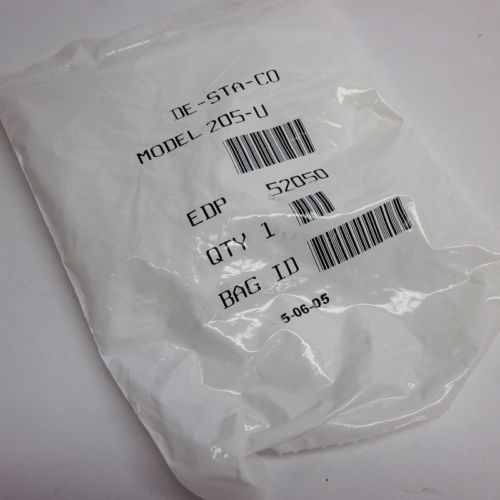 DE-STA-CO
MODEL 205-U
EDP 52050
QTY 1
BAG ID
5-06-05